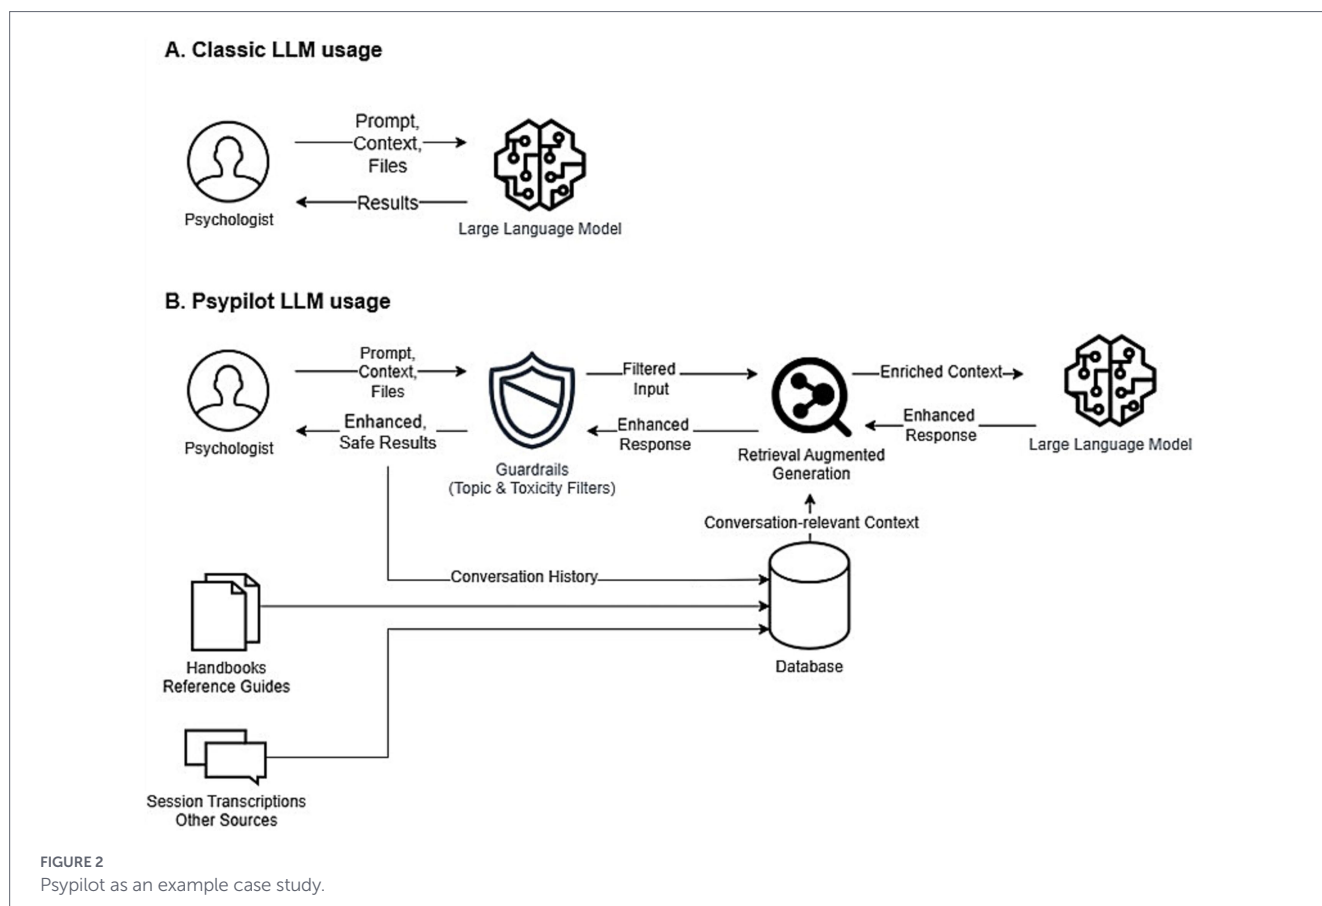 A. Classic LLM usage
Prompt,
Context,
Files
Results
Psychologist
Large Language Model
B. Psypilot LLM usage
Prompt,
Context,
Files
Enhanced,
Safe Results
Psychologist
Guardrails
(Topic & Toxicity Filters)
Filtered
Input
Enhanced
Response
Retrieval Augmented
Generation
Enriched Context
Enhanced
Response
Large Language Model
Conversation-relevant Context
Conversation History
Database
Handbooks
Reference Guides
Session Transcriptions
Other Sources
FIGURE 2
Psypilot as an example case study.